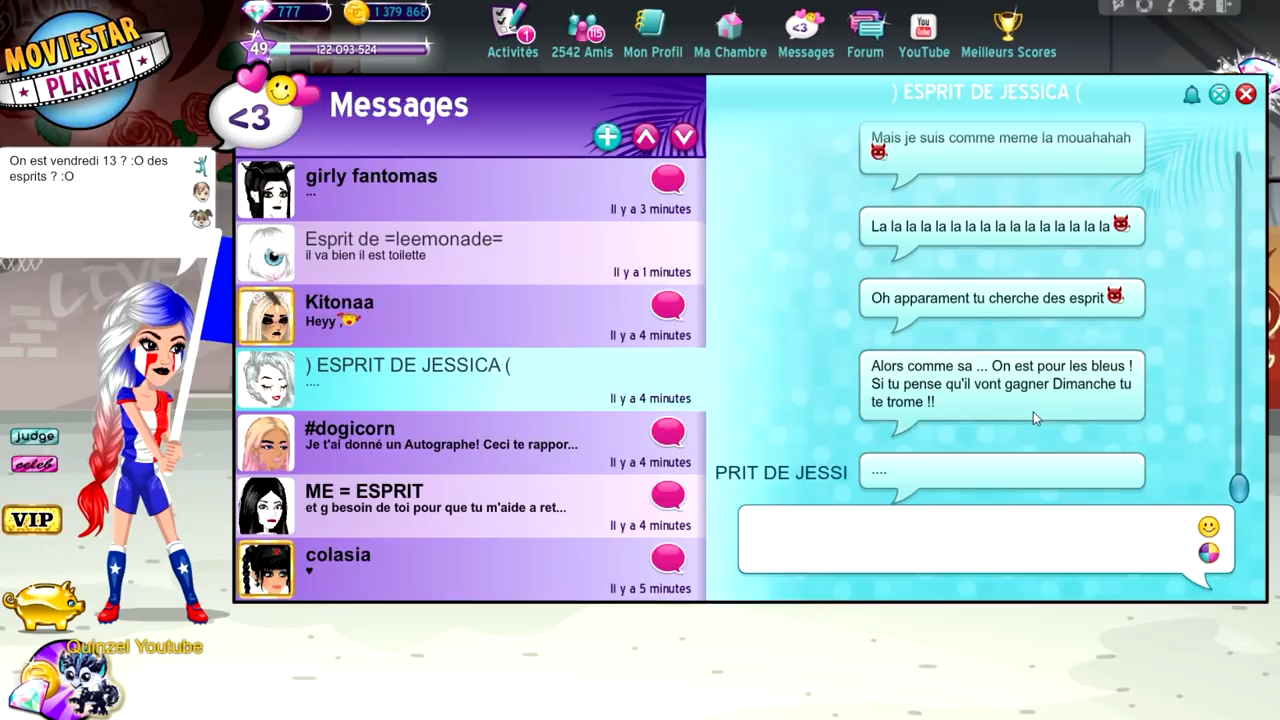 MOVIESTAR
PLANET
777
1 379 868
49
122 093 524
1
115
<3
You
Tube
Activités
2542 Amis
Mon Profil
Ma Chambre
Messages
Forum
YouTube
Meilleurs Scores
<3
Messages
) ESPRIT DE JESSICA (
On est vendredi 13 ? :O des
esprits ? :O
girly fantomas
...
Il y a 3 minutes
Esprit de =leemonade=
il va bien il est toilette
Il y a 1 minutes
Kitonaa
Heyy
Il y a 4 minutes
) ESPRIT DE JESSICA (
....
Il y a 4 minutes
#dogicorn
Je t'ai donné un Autographe! Ceci te rappor...
Il y a 4 minutes
ME = ESPRIT
et g besoin de toi pour que tu m'aide a ret...
Il y a 4 minutes
colasia
♥
Il y a 5 minutes
Mais je suis comme meme la mouahahah
La la la la la la la la la la la la la la la la
Oh apparament tu cherche des esprit
Alors comme sa ... On est pour les bleus !
Si tu pense qu'il vont gagner Dimanche tu
te trome !!
PRIT DE JESSI
....
judge
celeb
VIP
Quinzel Youtube